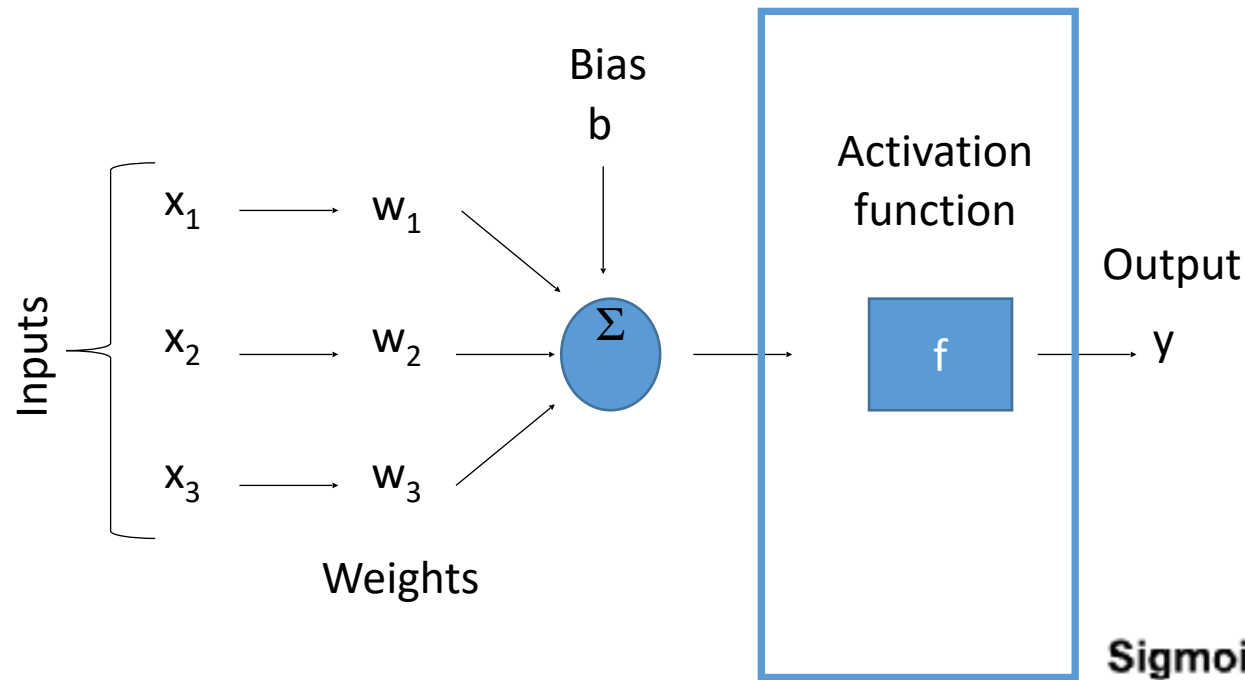 Bias
b
Activation
function
Inputs
x₁
w₁
x₂
w₂
x₃
w₃
Σ
f
Output
y
Weights
Sigmoi